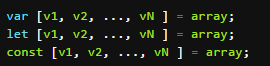 var [v1, v2, ..., vN ] = array;
let [v1, v2, ..., vN ] = array;
const [v1, v2, ..., vN ] = array;